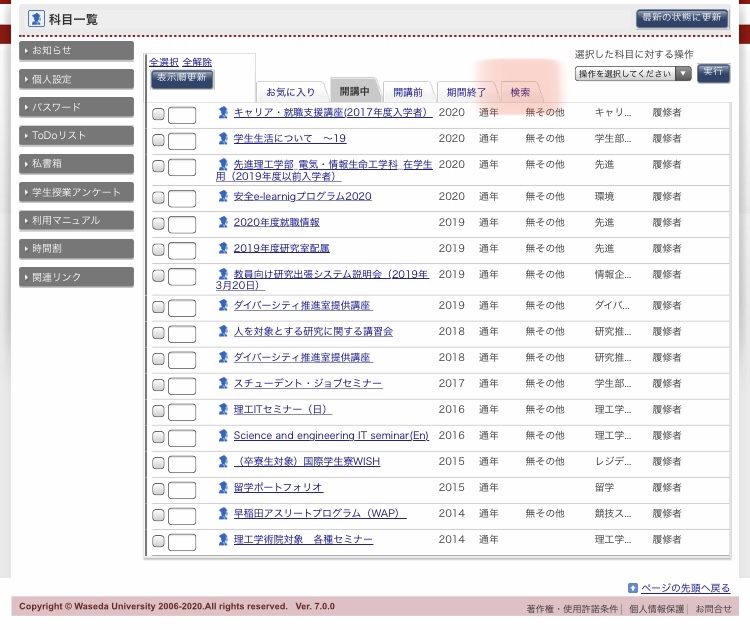 科目一覧
最新の状態に更新
お知らせ
個人設定
パスワード
ToDoリスト
私書箱
学生授業アンケート
利用マニュアル
時間割
関連リンク
全選択 全解除
表示順更新
選択した科目に対する操作
操作を選択してください
実行
お気に入り 開講中 開講前 期間終了 検索
キャリア・就職支援講座(2017年度入学者) 2020 通年 無その他 キャリ... 履修者
学生生活について　～19 2020 通年 無その他 学生部... 履修者
先進理工学部 電気・情報生命工学科 在学生 2020 通年 無その他 先進 履修者
用（2019年度以前入学者）
安全e-learnigプログラム2020 2020 通年 無その他 環境 履修者
2020年度就職情報 2019 通年 無その他 先進 履修者
2019年度研究室配属 2019 通年 無その他 先進 履修者
教員向け研究出張システム説明会（2019年 2019 通年 無その他 情報企... 履修者
3月20日）
ダイバーシティ推進室提供講座 2019 通年 無その他 ダイバ... 履修者
人を対象とする研究に関する講習会 2018 通年 無その他 研究推... 履修者
ダイバーシティ推進室提供講座 2018 通年 無その他 研究推... 履修者
スチューデント・ジョブセミナー 2017 通年 無その他 学生部... 履修者
理工ITセミナー（日） 2016 通年 無その他 理工学... 履修者
Science and engineering IT seminar(En) 2016 通年 無その他 理工学... 履修者
（卒寮生対象）国際学生寮WISH 2015 通年 無その他 レジデ... 履修者
留学ポートフォリオ 2015 通年 留学 履修者
早稲田アスリートプログラム（WAP） 2014 通年 無その他 競技ス... 履修者
理工学術院対象　各種セミナー 2014 通年 理工学... 履修者
ページの先頭へ戻る
Copyright © Waseda University 2006-2020.All rights reserved. Ver. 7.0.0
著作権・使用許諾条件| 個人情報保護| お問合せ